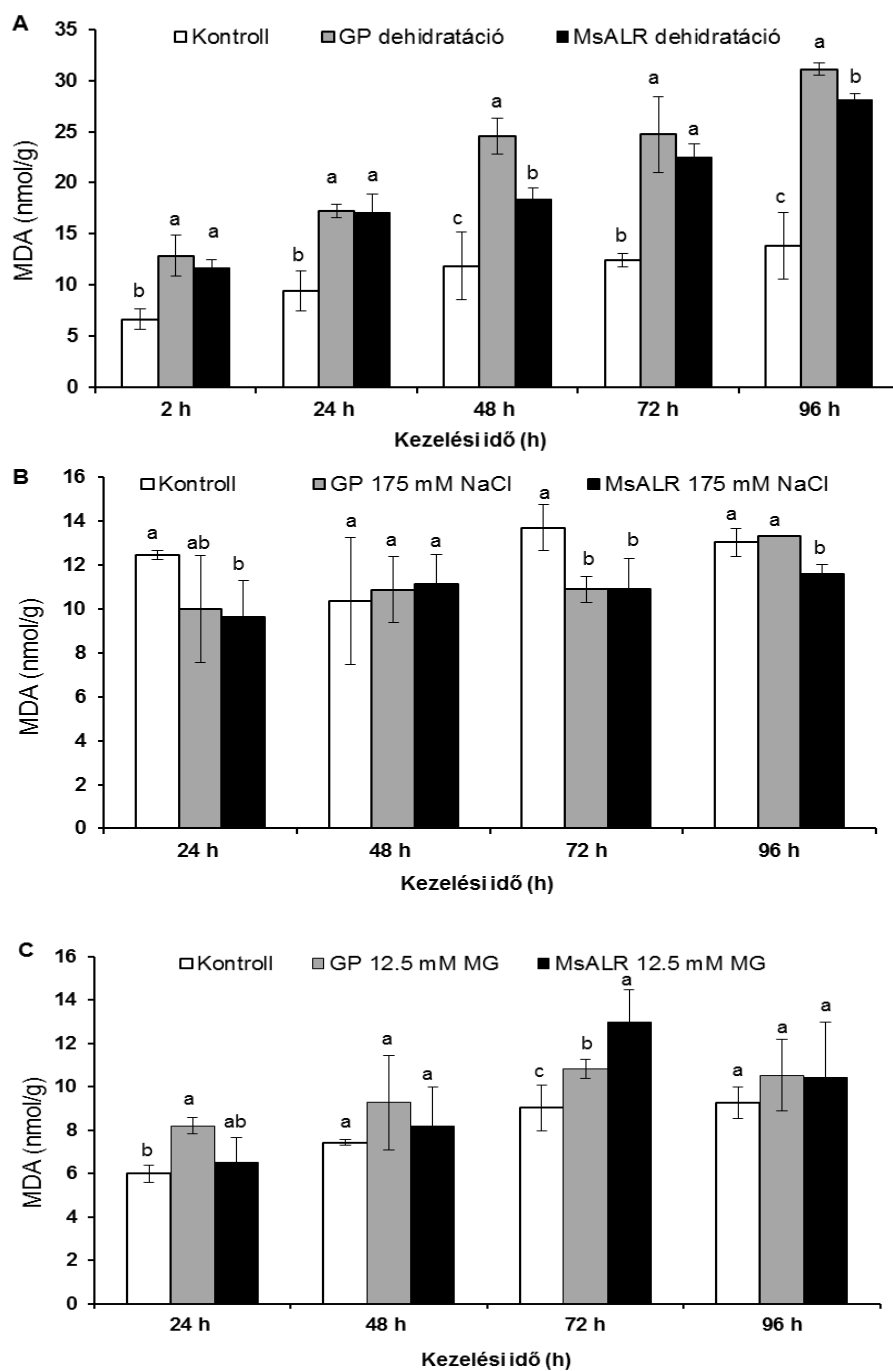 A
Kontroll GP dehidratáció MsALR dehidratáció
35
30
25
20
15
10
5
0
MDA (nmol/g)
b a a
b a a
c a b
b a a
c a b
2 h 24 h 48 h 72 h 96 h
Kezelési idő (h)
B
Kontroll GP 175 mM NaCl MsALR 175 mM NaCl
16
14
12
10
8
6
4
2
0
MDA (nmol/g)
a ab b
a a a
a b b
a a b
24 h 48 h 72 h 96 h
Kezelési idő (h)
C
Kontroll GP 12.5 mM MG MsALR 12.5 mM MG
16
14
12
10
8
6
4
2
0
MDA (nmol/g)
b a ab
a a a
c b a
a a a
24 h 48 h 72 h 96 h
Kezelési idő (h)